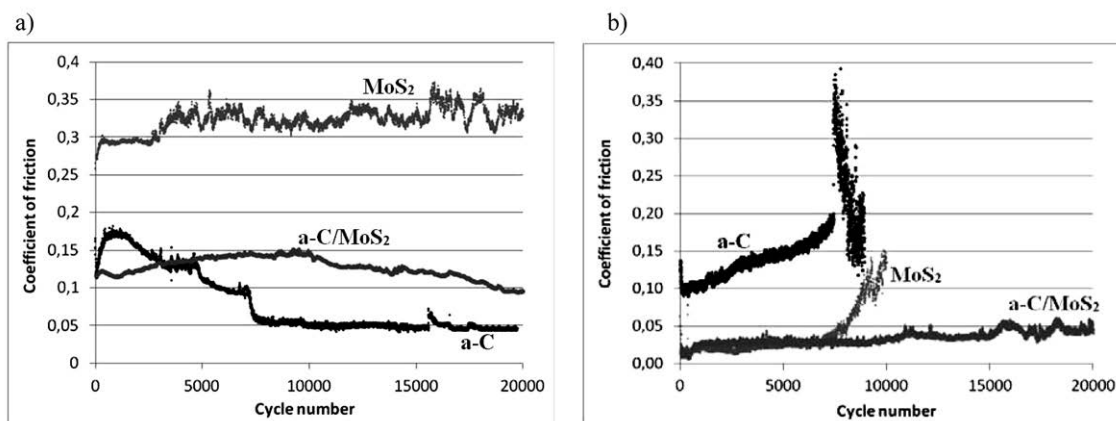 a)
0,4
0,35
0,3
0,25
0,2
0,15
0,1
0,05
0
Coefficient of friction
MoS₂
a-C/MoS₂
a-C
0 5000 10000 15000 20000
Cycle number
b)
0,40
0,35
0,30
0,25
0,20
0,15
0,10
0,05
0,00
Coefficient of friction
a-C
MoS₂
a-C/MoS₂
0 5000 10000 15000 20000
Cycle number